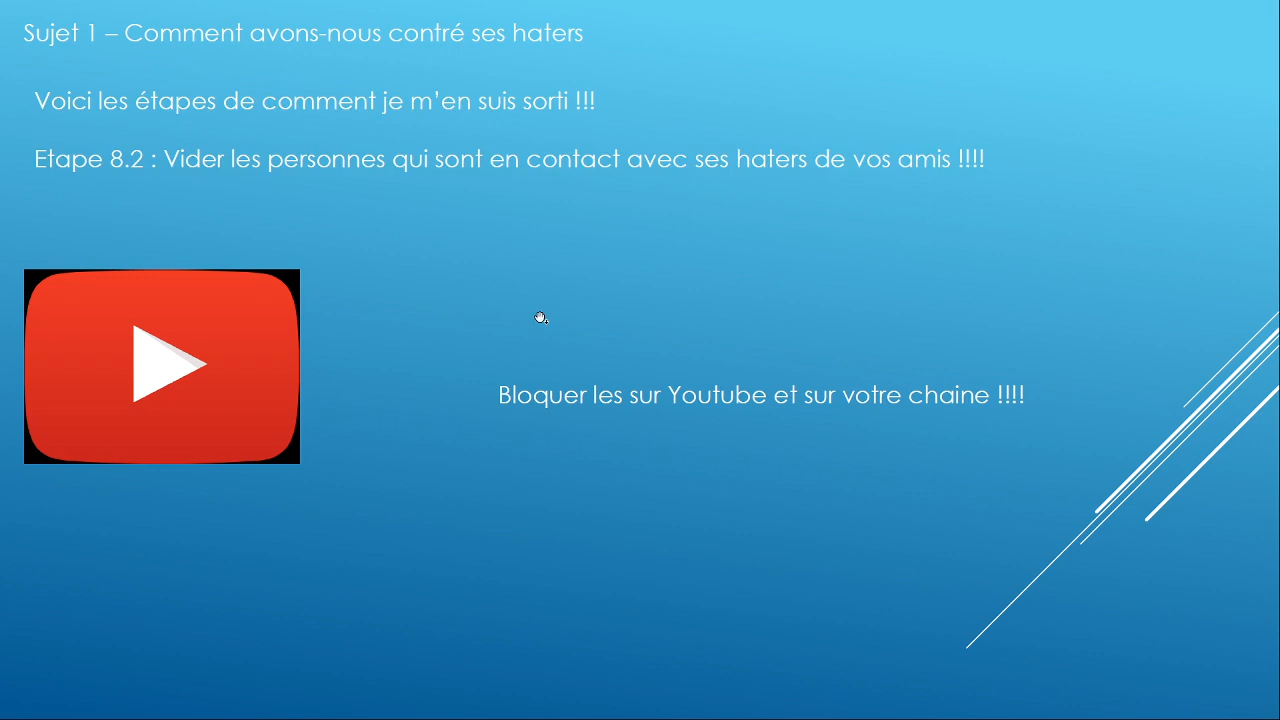 Sujet 1 – Comment avons-nous contré ses haters
Voici les étapes de comment je m’en suis sorti !!!
Etape 8.2 : Vider les personnes qui sont en contact avec ses haters de vos amis !!!!
Bloquer les sur Youtube et sur votre chaine !!!!